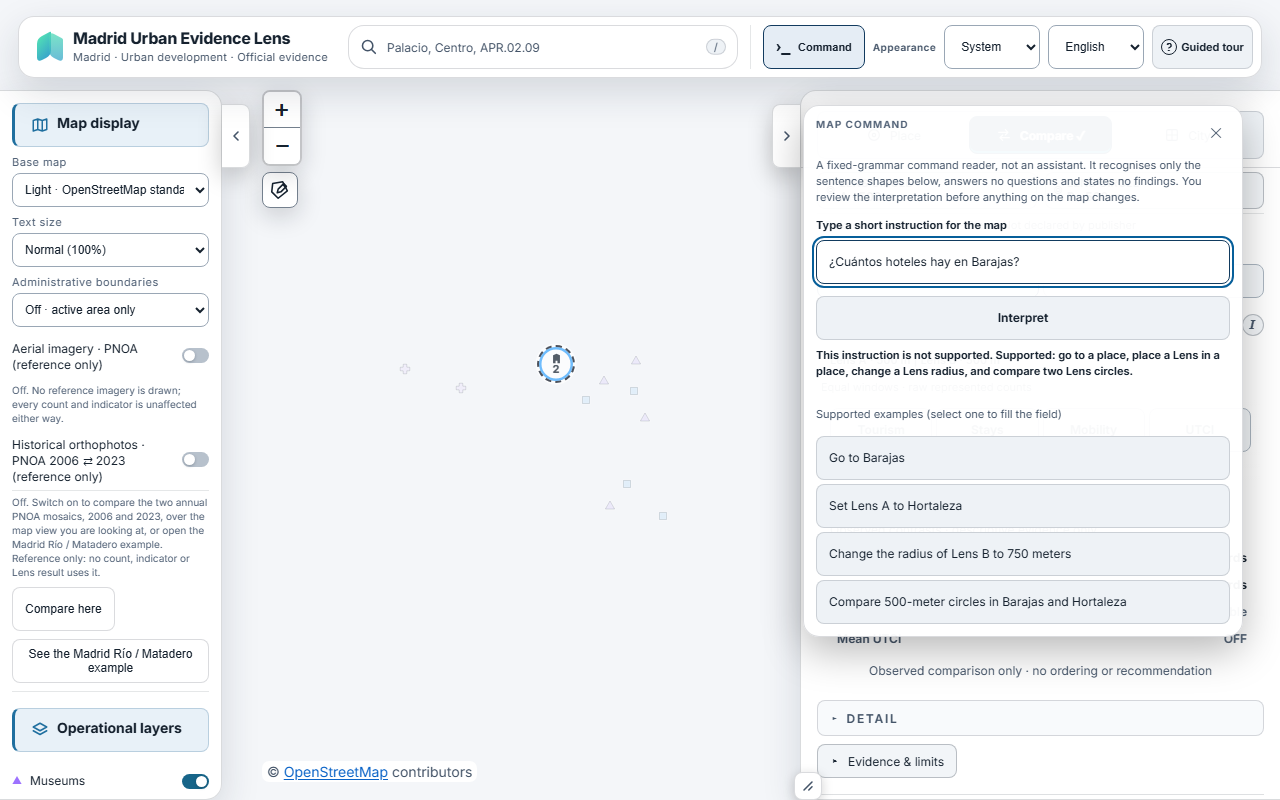 Madrid Urban Evidence Lens
Madrid · Urban development · Official evidence
Palacio, Centro, APR.02.09
/
Command
Appearance
System
English
Guided tour
Map display
Base map
Light · OpenStreetMap standa
Text size
Normal (100%)
Administrative boundaries
Off · active area only
Aerial imagery · PNOA
(reference only)
Off. No reference imagery is drawn;
every count and indicator is unaffected
either way.
Historical orthophotos ·
PNOA 2006 ⇄ 2023
(reference only)
Off. Switch on to compare the two annual
PNOA mosaics, 2006 and 2023, over the
map view you are looking at, or open the
Madrid Río / Matadero example.
Reference only: no count, indicator or
Lens result uses it.
Compare here
See the Madrid Río / Matadero
example
Operational layers
Museums
+
−
2
© OpenStreetMap contributors
MAP COMMAND
Compare ✓
A fixed-grammar command reader, not an assistant. It recognises only the
sentence shapes below, answers no questions and states no findings. You
review the interpretation before anything on the map changes.
Type a short instruction for the map
¿Cuántos hoteles hay en Barajas?
Interpret
This instruction is not supported. Supported: go to a place, place a Lens in a
place, change a Lens radius, and compare two Lens circles.
Supported examples (select one to fill the field)
Tourism
Stays
Mobility
UTCI
Go to Barajas
Set Lens A to Hortaleza
Change the radius of Lens B to 750 meters
Compare 500-meter circles in Barajas and Hortaleza
Mean UTCI
OFF
Observed comparison only · no ordering or recommendation
DETAIL
Evidence & limits